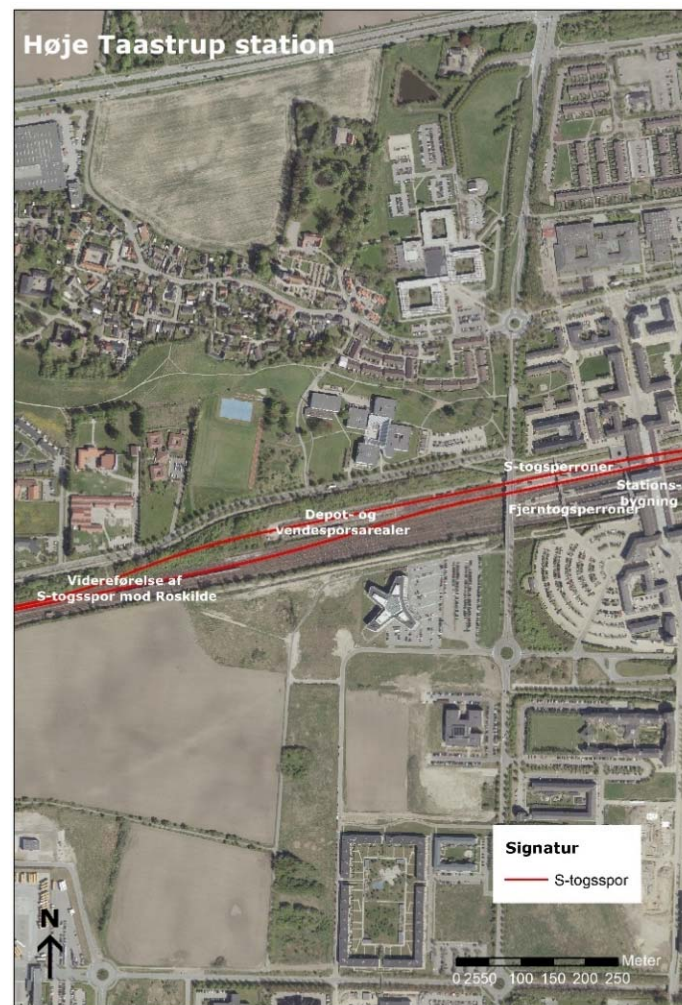 Høje Taastrup station
S-togsperroner
Stations-
bygning
Fjerntogsperroner
Depot- og
vendesporsarealer
Videreførelse af
S-togsspor mod Roskilde
Signatur
S-togsspor
N
Meter
0 25 50 100 150 200 250